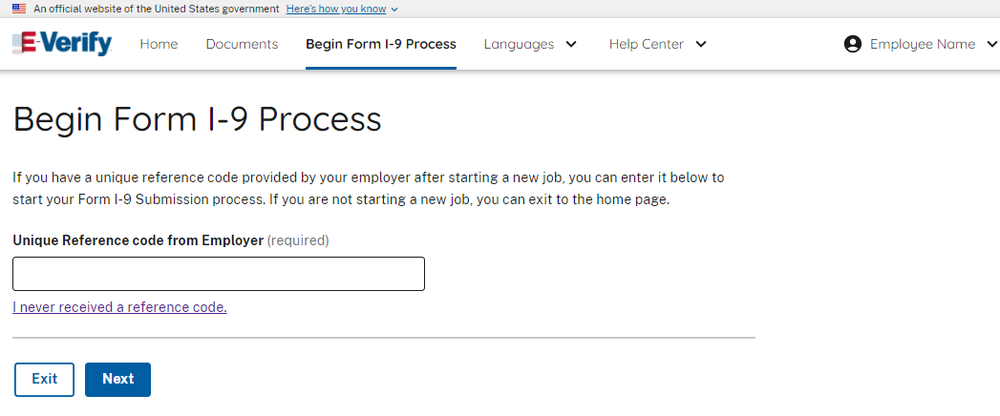 An official website of the United States government Here's how you know
E-Verify Home Documents Begin Form I-9 Process Languages Help Center Employee Name
Begin Form I-9 Process
If you have a unique reference code provided by your employer after starting a new job, you can enter it below to
start your Form I-9 Submission process. If you are not starting a new job, you can exit to the home page.
Unique Reference code from Employer (required)
I never received a reference code.
Exit Next